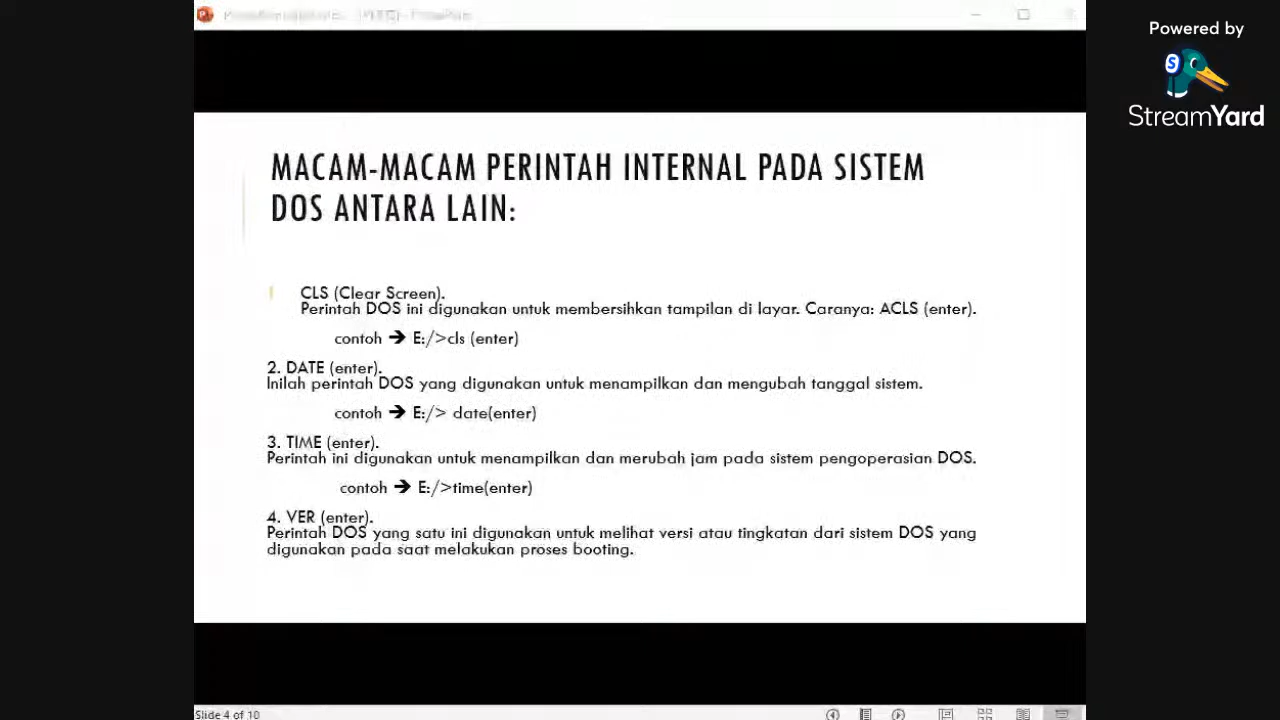 Powered by
StreamYard
MACAM-MACAM PERINTAH INTERNAL PADA SISTEM
DOS ANTARA LAIN:
CLS (Clear Screen).
Perintah DOS ini digunakan untuk membersihkan tampilan di layar. Caranya: ACLS (enter).
contoh → E:/>cls (enter)
2. DATE (enter).
Inilah perintah DOS yang digunakan untuk menampilkan dan mengubah tanggal sistem.
contoh → E:/> date(enter)
3. TIME (enter).
Perintah ini digunakan untuk menampilkan dan merubah jam pada sistem pengoperasian DOS.
contoh → E:/>time(enter)
4. VER (enter).
Perintah DOS yang satu ini digunakan untuk melihat versi atau tingkatan dari sistem DOS yang
digunakan pada saat melakukan proses booting.
Slide 4 of 10